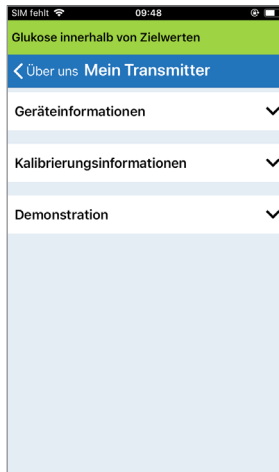 SIM fehlt 09:48
Glukose innerhalb von Zielwerten
Über uns Mein Transmitter
Geräteinformationen
Kalibrierungsinformationen
Demonstration